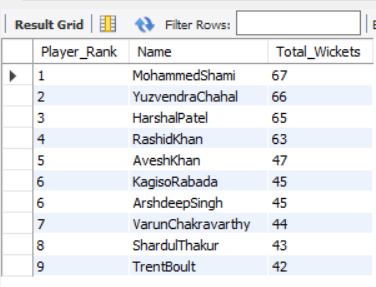 Result Grid Filter Rows:
Player_Rank Name Total_Wickets
1 MohammedShami 67
2 YuzvendraChahal 66
3 HarshalPatel 65
4 RashidKhan 63
5 AveshKhan 47
6 KagisoRabada 45
6 ArshdeepSingh 45
7 VarunChakravarthy 44
8 ShardulThakur 43
9 TrentBoult 42